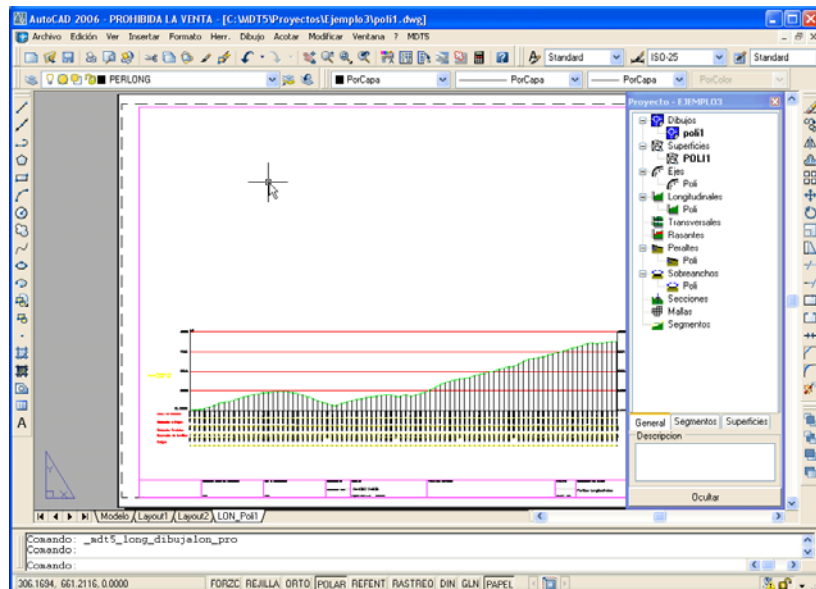 AutoCAD 2006 - PROHIBIDA LA VENTA - [C:\MDT5\Proyectos\Ejemplo3\poli1.dwg]
Archivo Edición Ver Insertar Formato Herr. Dibujo Acotar Modificar Ventana ? MDT5
Standard ISO-25 Standard
PERLONG PorCapa PorCapa PorCapa PorColor
Proyecto - EJEMPLO3
Dibujos
poli1
Superficies
POLI1
Ejes
Poli
Longitudinales
Poli
Transversales
Rasantes
Peraltes
Poli
Sobreanchos
Poli
Secciones
Mallas
Segmentos
General Segmentos Superficies
Descripcion
Ocultar
Modelo Layout1 Layout2 LON_Poli1
Comando: _mdt5_long_dibujalon_pro
Comando:
Comando:
306.1694, 661.2116, 0.0000 FORZC REJILLA ORTO POLAR REFENT RASTREO DIN GLN PAPEL